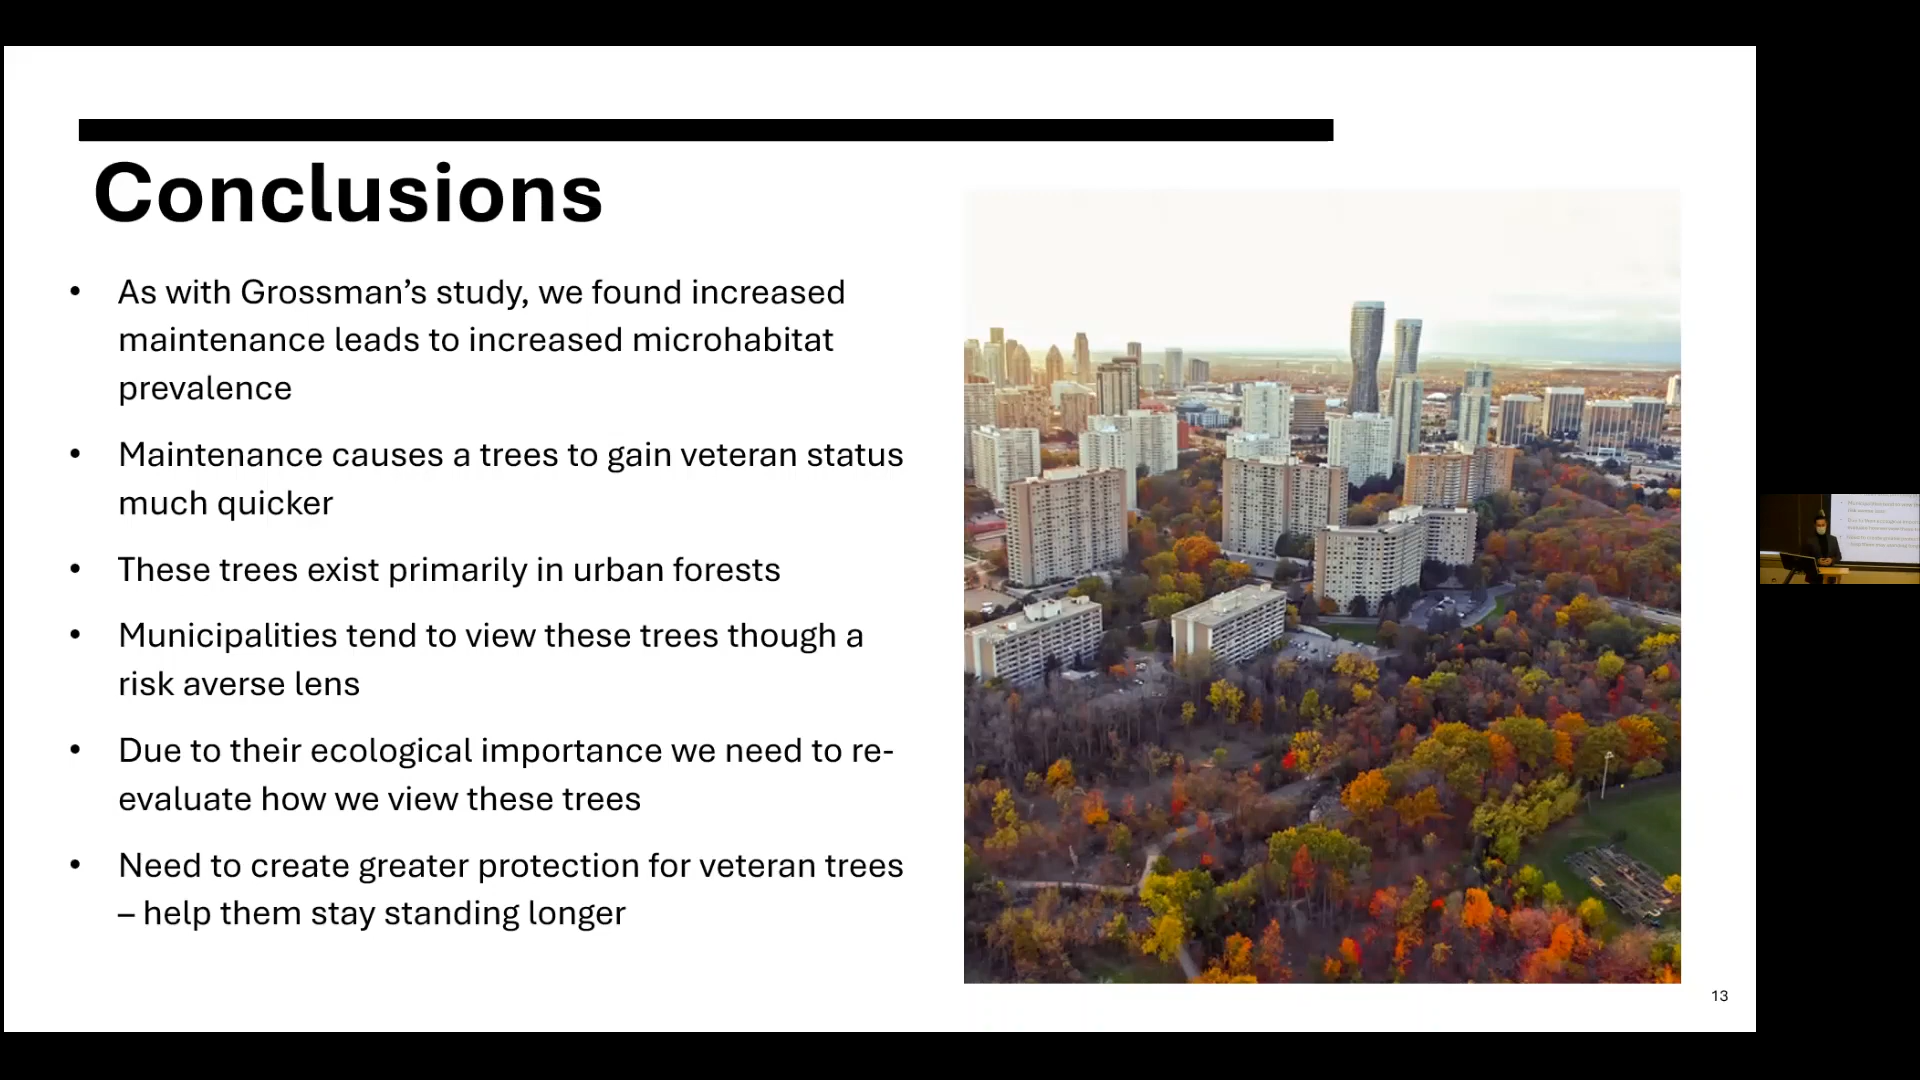 Conclusions
• As with Grossman’s study, we found increased
maintenance leads to increased microhabitat
prevalence
• Maintenance causes a trees to gain veteran status
much quicker
• These trees exist primarily in urban forests
• Municipalities tend to view these trees though a
risk averse lens
• Due to their ecological importance we need to re-
evaluate how we view these trees
• Need to create greater protection for veteran trees
– help them stay standing longer
13